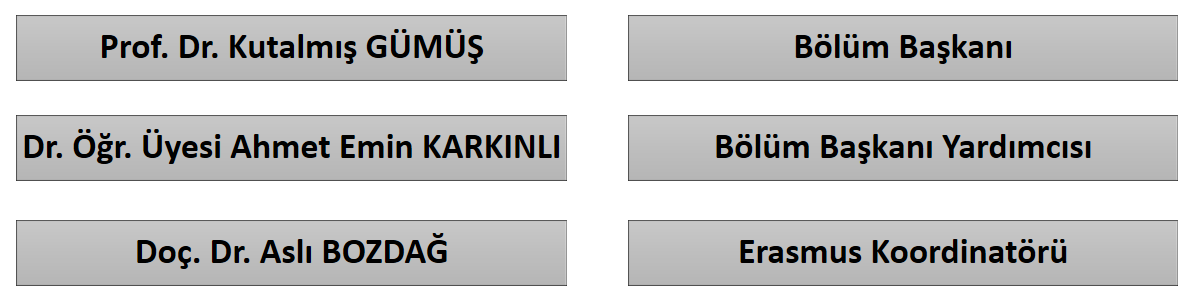 Prof. Dr. Kutalmış GÜMÜŞ
Bölüm Başkanı
Dr. Öğr. Üyesi Ahmet Emin KARKINLI
Bölüm Başkanı Yardımcısı
Doç. Dr. Aslı BOZDAĞ
Erasmus Koordinatörü